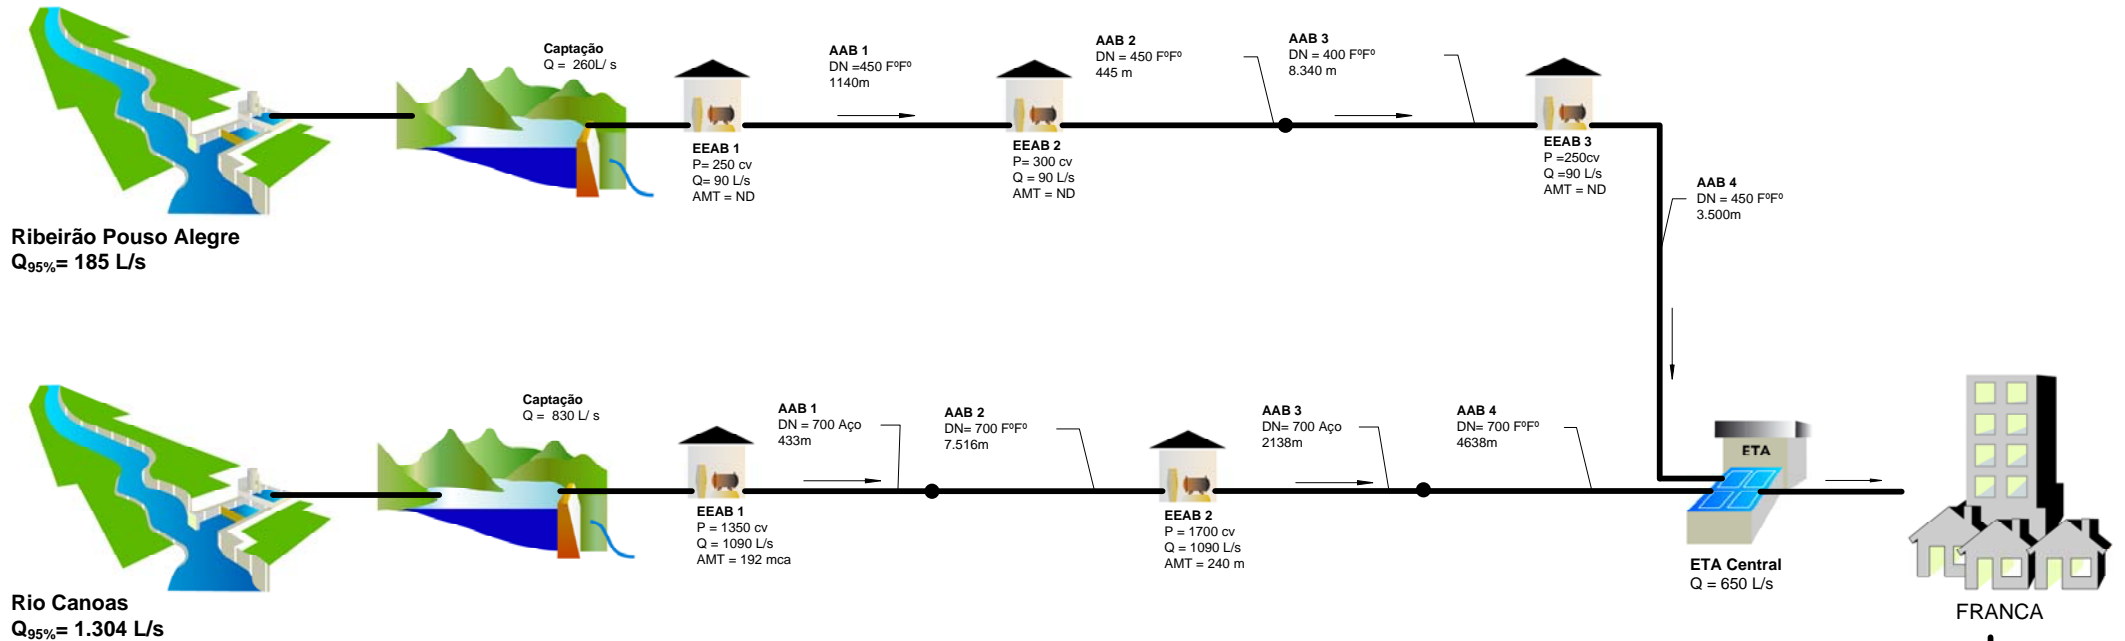 Captação
Q = 260L/ s
AAB 1
DN =450 FºFº
1140m
AAB 2
DN = 450 FºFº
445 m
AAB 3
DN = 400 FºFº
8.340 m
EEAB 1
P= 250 cv
Q= 90 L/s
AMT = ND
EEAB 2
P= 300 cv
Q= 90 L/s
AMT = ND
EEAB 3
P =250cv
Q =90 L/s
AMT = ND
AAB 4
DN = 450 FºFº
3.500m
Ribeirão Pouso Alegre
Q95%= 185 L/s
Captação
Q = 830 L/ s
AAB 1
DN = 700 Aço
433m
AAB 2
DN= 700 FºFº
7.516m
AAB 3
DN= 700 Aço
2138m
AAB 4
DN= 700 FºFº
4638m
ETA
EEAB 1
P = 1350 cv
Q = 1090 L/s
AMT = 192 mca
EEAB 2
P = 1700 cv
Q = 1090 L/s
AMT = 240 m
ETA Central
Q = 650 L/s
Rio Canoas
Q95%= 1.304 L/s
FRANCA